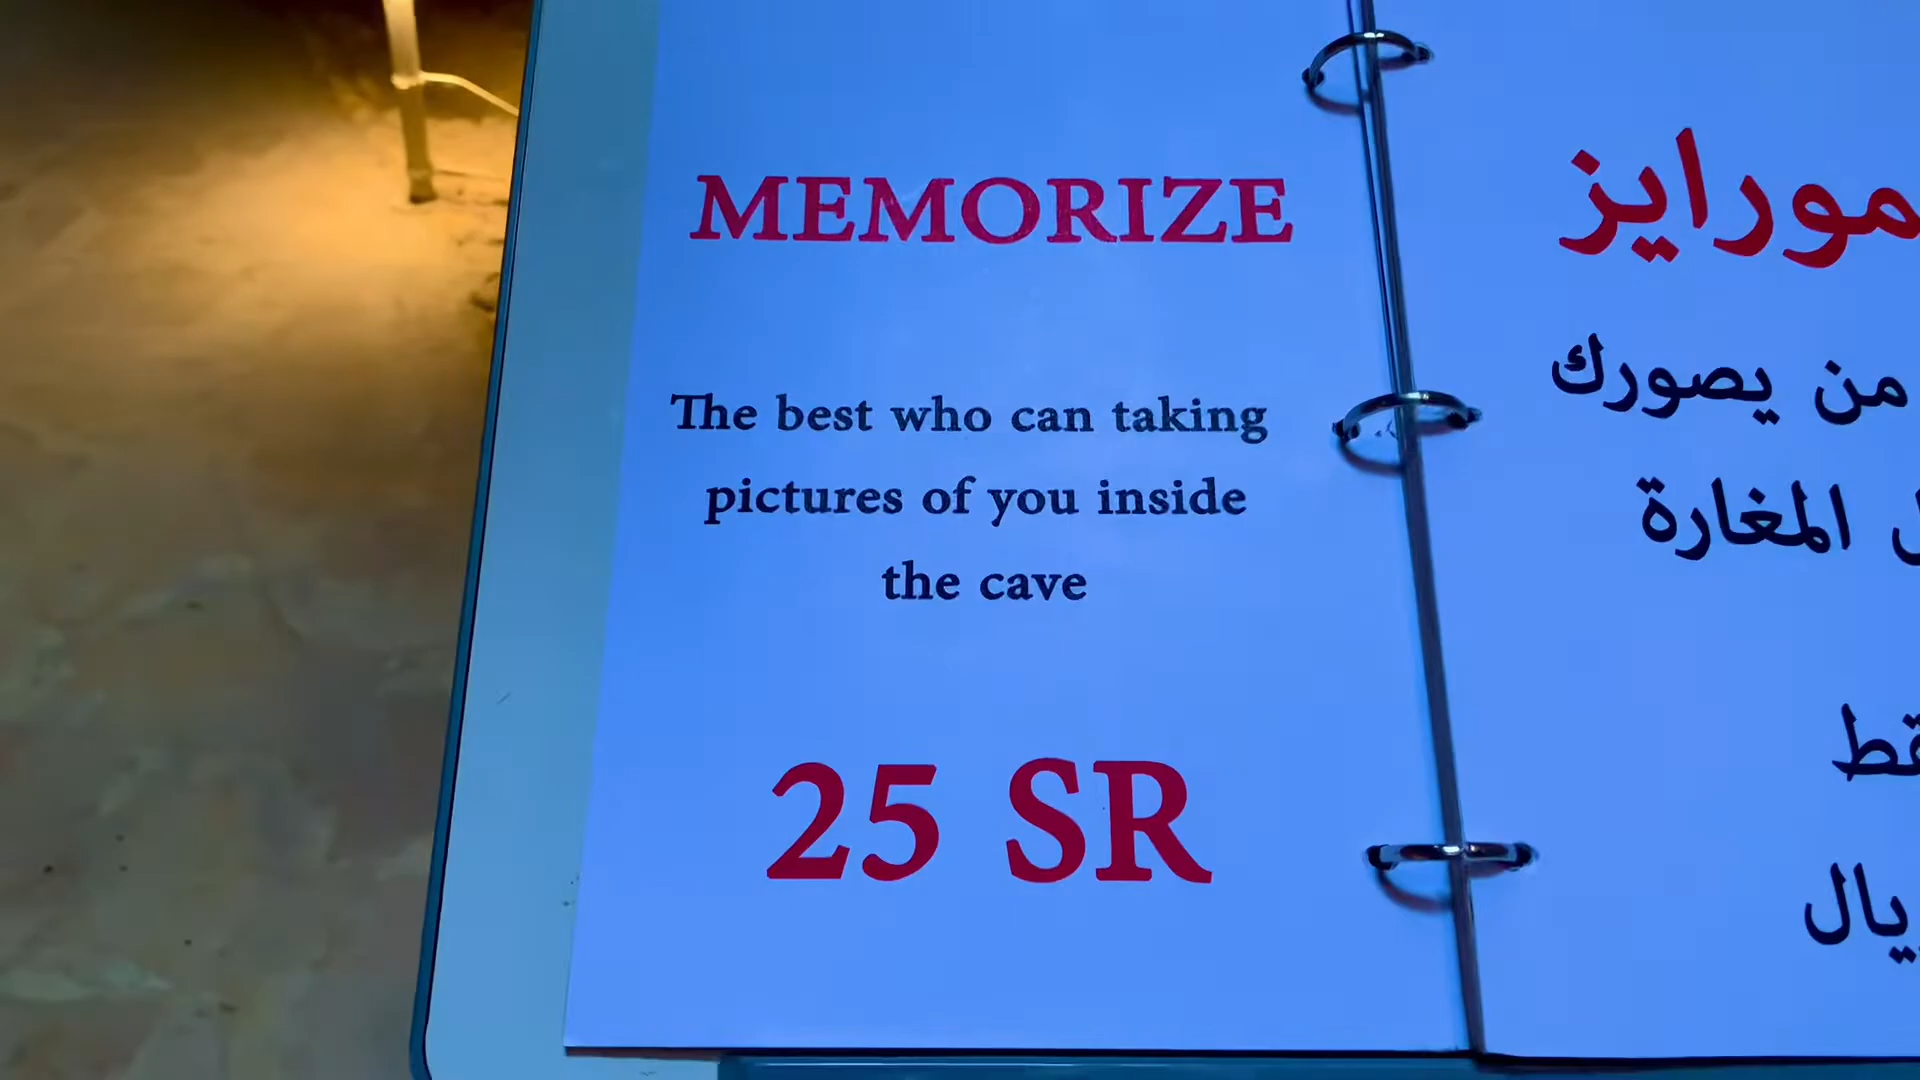 MEMORIZE
The best who can taking
pictures of you inside
the cave
25 SR
من يصورك
المغارة